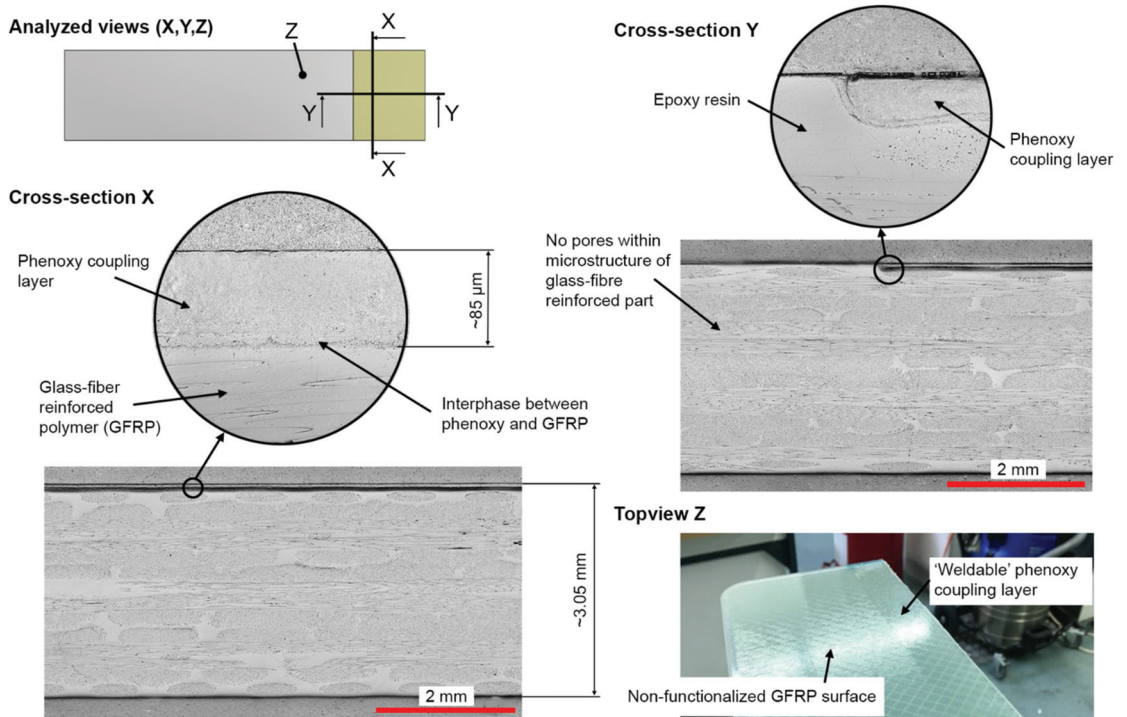 Analyzed views (X,Y,Z)
Z
X
Y
Y
X
Cross-section X
Phenoxy coupling
layer
~85 µm
Glass-fiber
reinforced
polymer (GFRP)
Interphase between
phenoxy and GFRP
~3.05 mm
2 mm
Cross-section Y
Epoxy resin
Phenoxy
coupling layer
No pores within
microstructure of
glass-fibre
reinforced part
2 mm
Topview Z
'Weldable' phenoxy
coupling layer
Non-functionalized GFRP surface